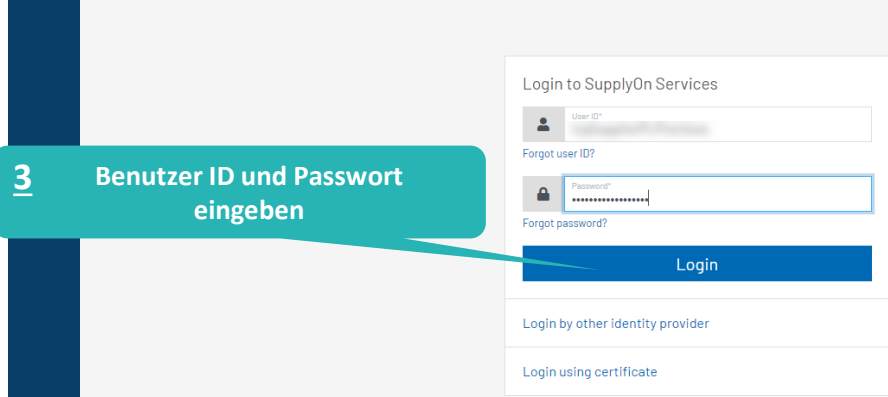 Login to SupplyOn Services
User ID*
Forgot user ID?
3 Benutzer ID und Passwort
eingeben
Password*
••••••••••••••••••
Forgot password?
Login
Login by other identity provider
Login using certificate